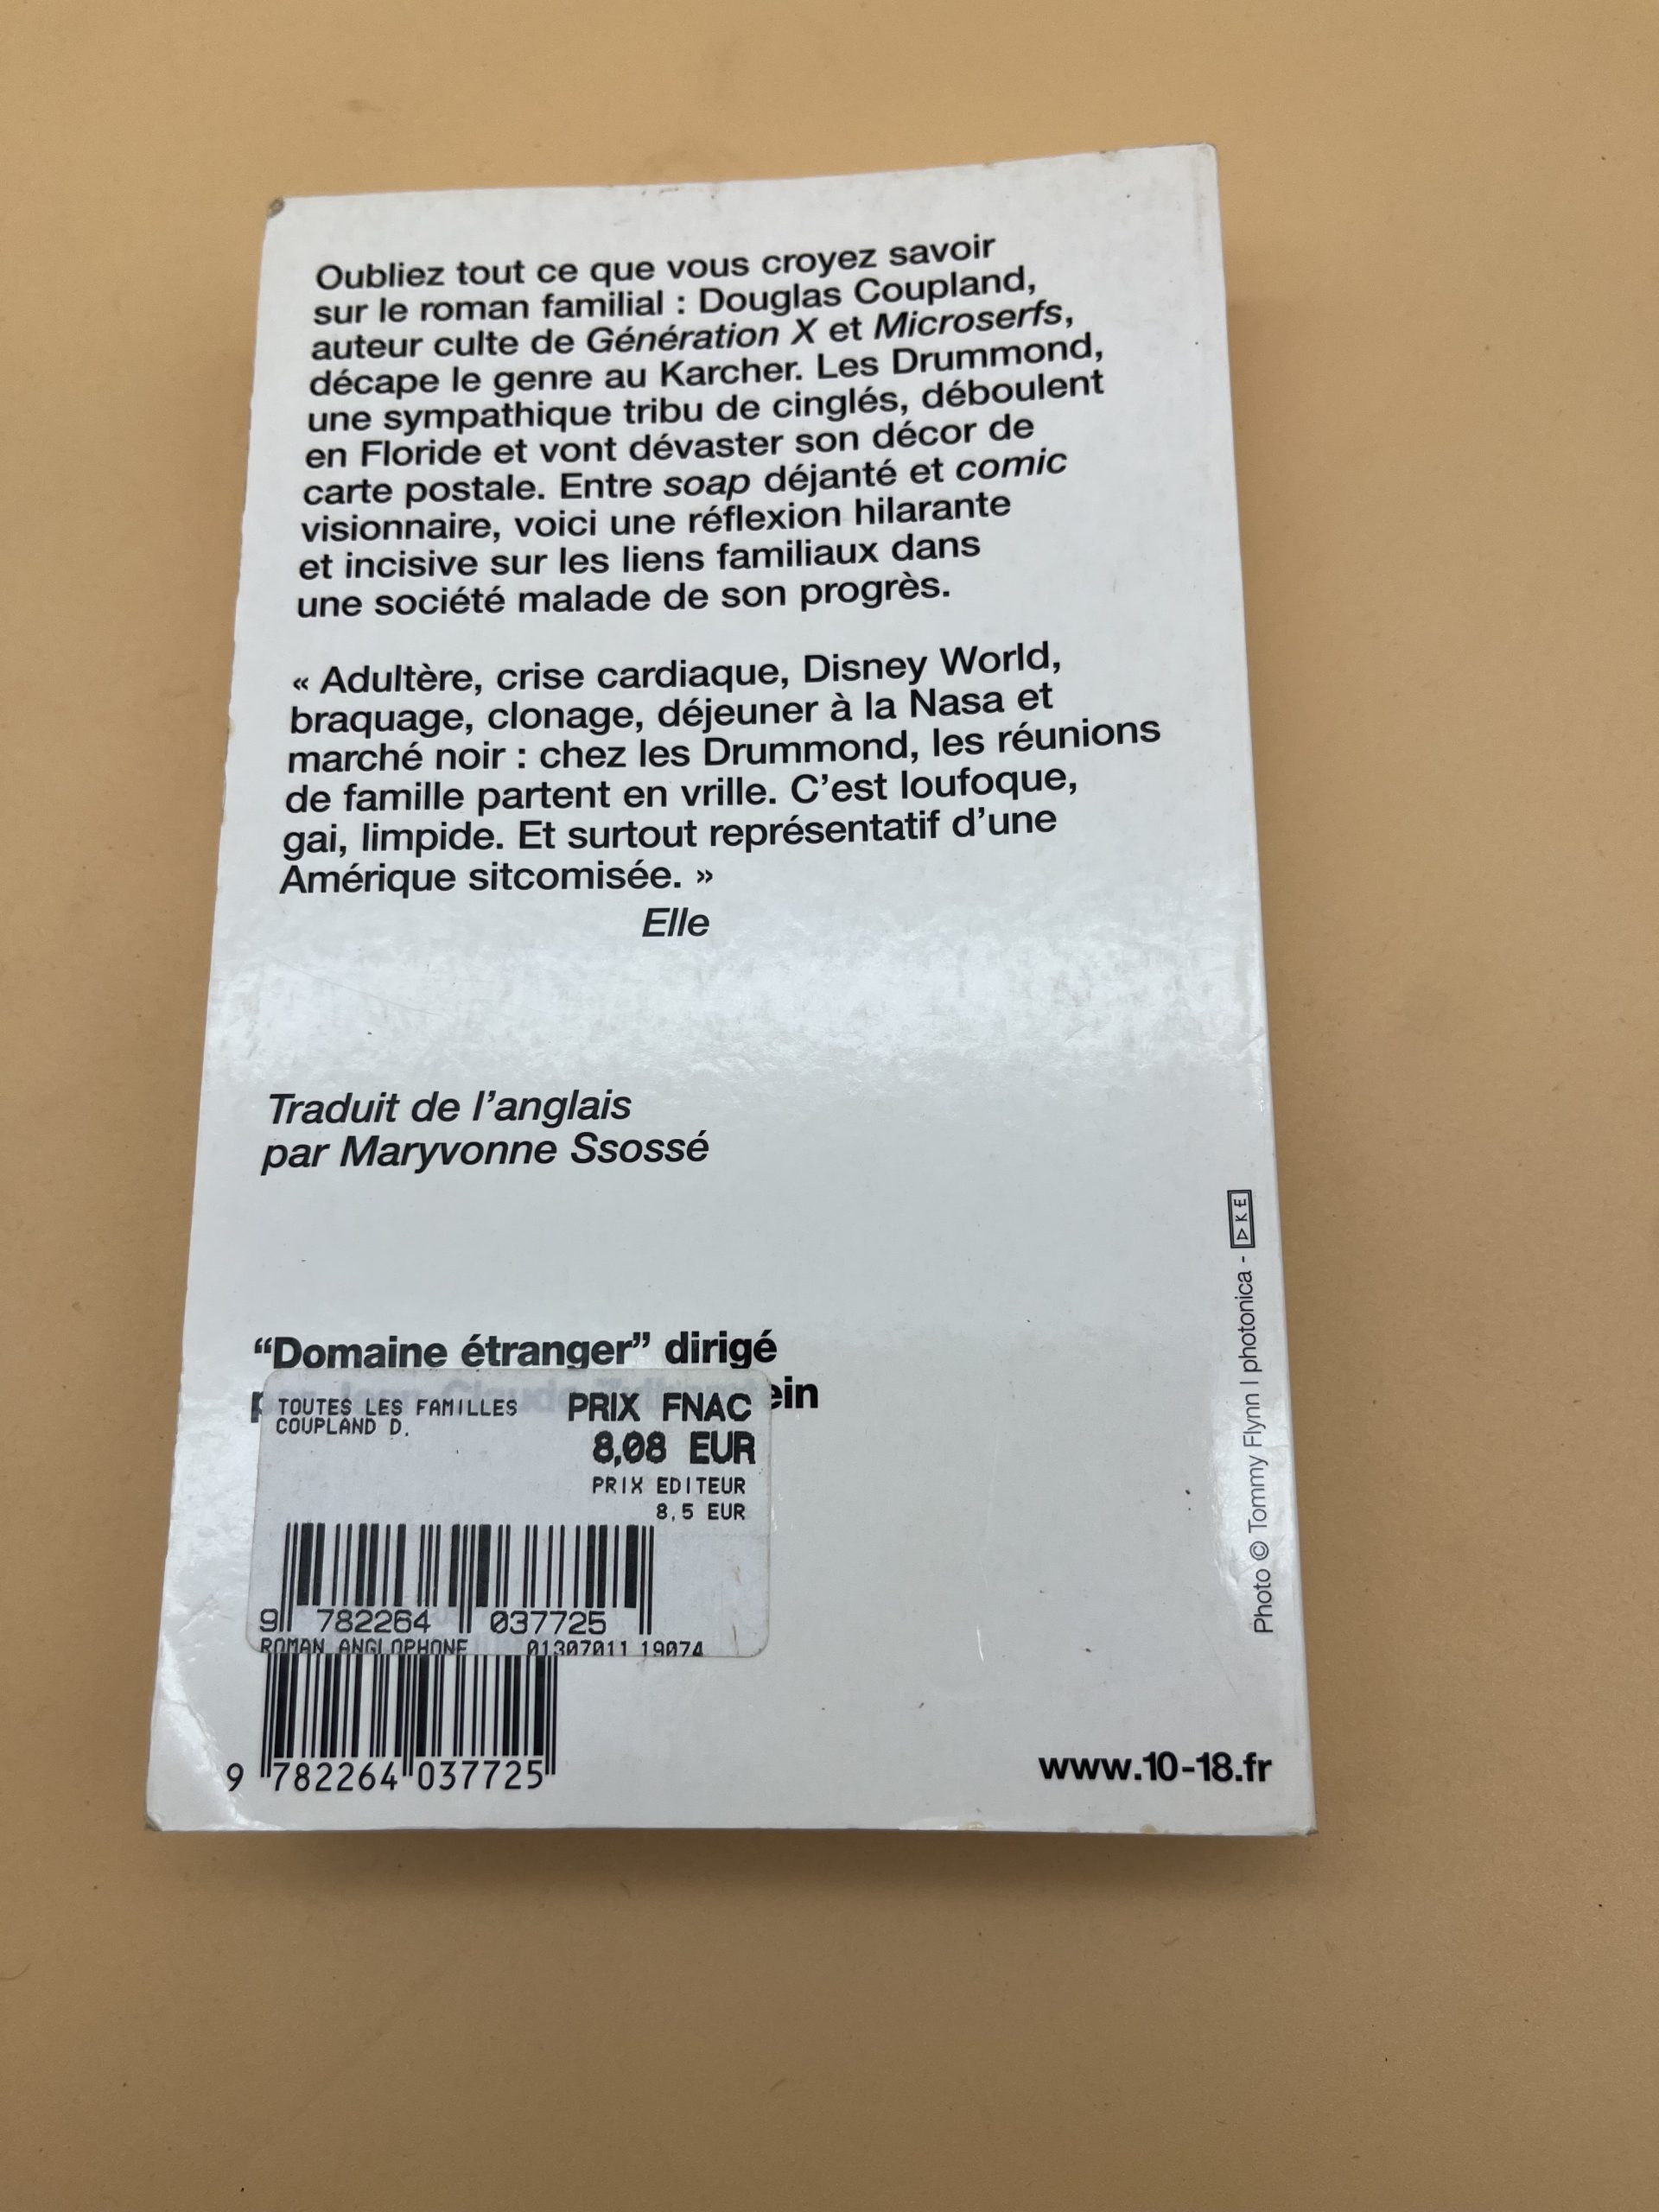 Oubliez tout ce que vous croyez savoir
sur le roman familial : Douglas Coupland,
auteur culte de Génération X et Microserfs,
décape le genre au Karcher. Les Drummond,
une sympathique tribu de cinglés, déboulent
en Floride et vont dévaster son décor de
carte postale. Entre soap déjanté et comic
visionnaire, voici une réflexion hilarante
et incisive sur les liens familiaux dans
une société malade de son progrès.
« Adultère, crise cardiaque, Disney World,
braquage, clonage, déjeuner à la Nasa et
marché noir : chez les Drummond, les réunions
de famille partent en vrille. C’est loufoque,
gai, limpide. Et surtout représentatif d’une
Amérique sitcomisée. »
Elle
Traduit de l’anglais
par Maryvonne Ssossé
“Domaine étranger” dirigé
TOUTES LES FAMILLES
COUPLAND D.
PRIX FNAC
8,08 EUR
PRIX EDITEUR
8,5 EUR
9 782264 037725
ROMAN ANGLOPHONE 01307011 19074
9 782264 037725
www.10-18.fr
Photo © Tommy Flynn | photonica -